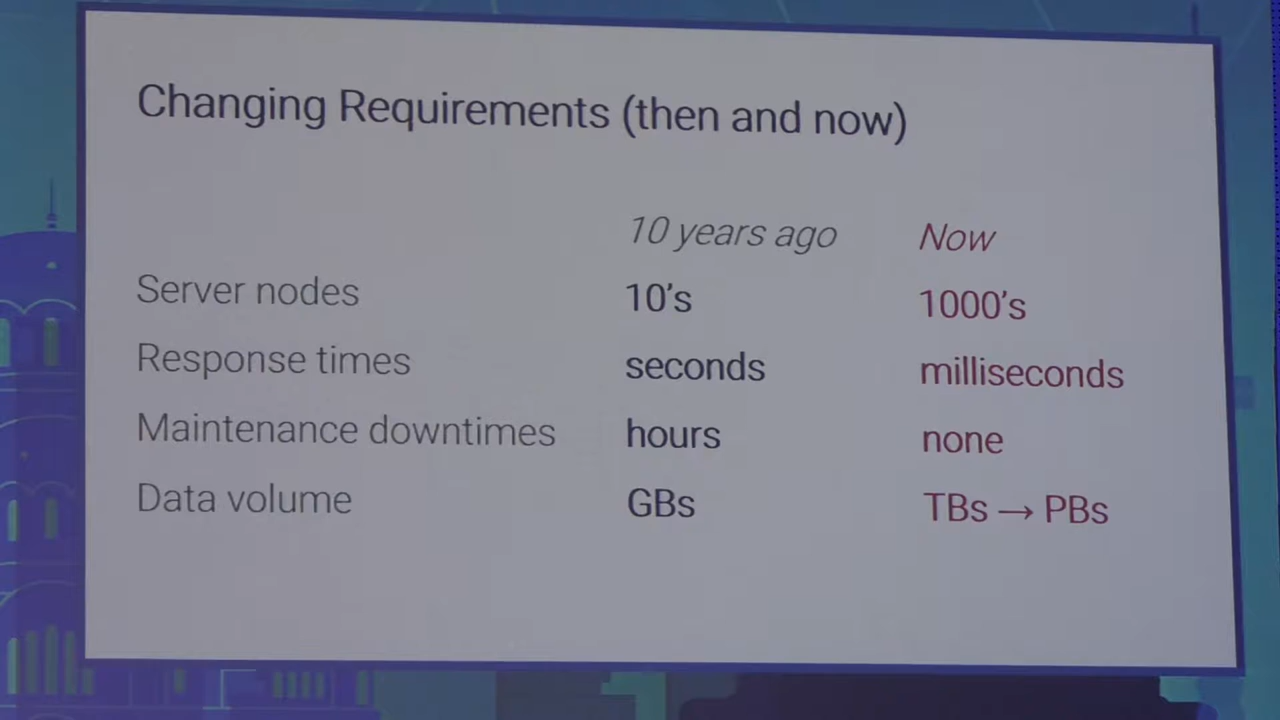 Changing Requirements (then and now)
10 years ago Now
Server nodes 10's 1000's
Response times seconds milliseconds
Maintenance downtimes hours none
Data volume GBs TBs → PBs